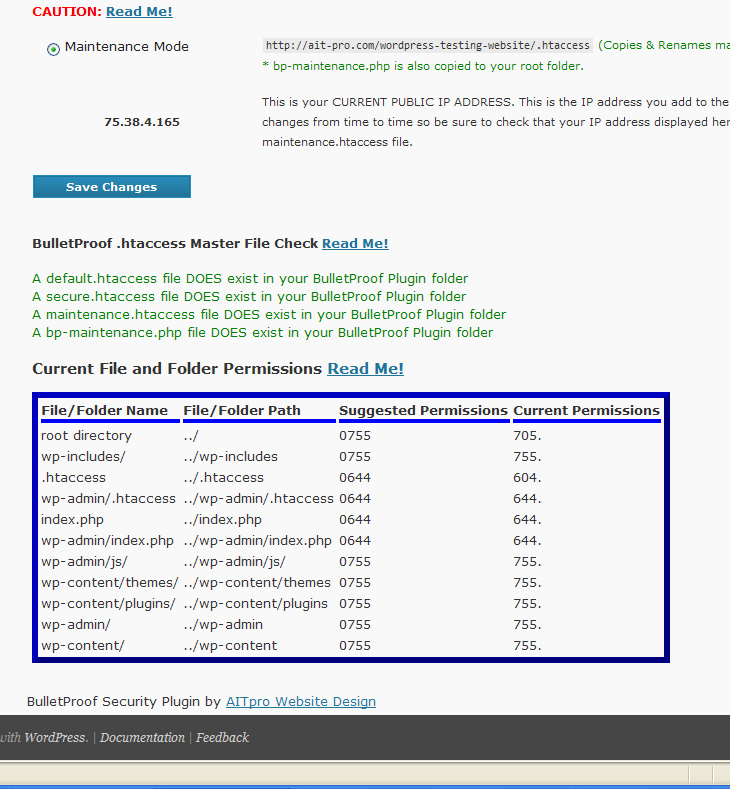 CAUTION: Read Me!
Maintenance Mode http://ait-pro.com/wordpress-testing-website/.htaccess (Copies & Renames
* bp-maintenance.php is also copied to your root folder.
This is your CURRENT PUBLIC IP ADDRESS. This is the IP address you add to the
75.38.4.165 changes from time to time so be sure to check that your IP address displayed
maintenance.htaccess file.
Save Changes
BulletProof .htaccess Master File Check Read Me!
A default.htaccess file DOES exist in your BulletProof Plugin folder
A secure.htaccess file DOES exist in your BulletProof Plugin folder
A maintenance.htaccess file DOES exist in your BulletProof Plugin folder
A bp-maintenance.php file DOES exist in your BulletProof Plugin folder
Current File and Folder Permissions Read Me!
File/Folder Name File/Folder Path Suggested Permissions Current Permissions
root directory ../ 0755 705.
wp-includes/ ../wp-includes 0755 755.
.htaccess ../.htaccess 0644 604.
wp-admin/.htaccess ../wp-admin/.htaccess 0644 644.
index.php ../index.php 0644 644.
wp-admin/index.php ../wp-admin/index.php 0644 644.
wp-admin/js/ ../wp-admin/js/ 0755 755.
wp-content/themes/ ../wp-content/themes 0755 755.
wp-content/plugins/ ../wp-content/plugins 0755 755.
wp-admin/ ../wp-admin 0755 755.
wp-content/ ../wp-content 0755 755.
BulletProof Security Plugin by AITpro Website Design
with WordPress. | Documentation | Feedback